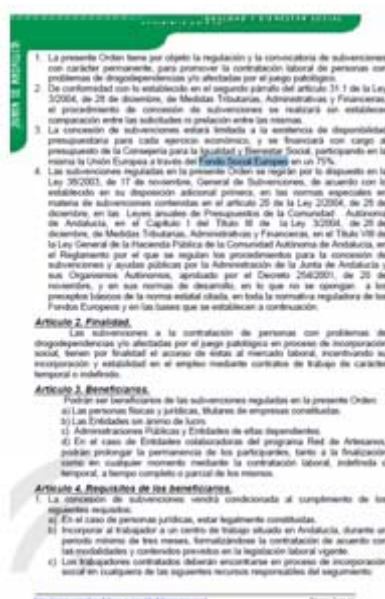 IGUALDAD Y BIENESTAR SOCIAL
JUNTA DE ANDALUCIA
1. La presente Orden tiene por objeto la regulación y la convocatoria de subvenciones
con carácter permanente, para promover la contratación laboral de personas con
problemas de drogodependencias y/o afectadas por el juego patológico.
2. De conformidad con lo establecido en el segundo párrafo del artículo 31.1 de la Ley
3/2004, de 28 de diciembre, de Medidas Tributarias, Administrativas y Financieras,
el procedimiento de concesión de subvenciones se realizará sin establecer
comparación entre las solicitudes ni prelación entre las mismas.
3. La concesión de subvenciones estará limitada a la existencia de disponibilidad
presupuestaria para cada ejercicio económico, y se financiará con cargo al
presupuesto de la Consejería para la Igualdad y Bienestar Social, participando en la
misma la Unión Europea a través del Fondo Social Europeo en un 75%.
4. Las subvenciones reguladas en la presente Orden se regirán por lo dispuesto en la
Ley 38/2003, de 17 de noviembre, General de Subvenciones, de acuerdo con lo
establecido en su disposición adicional primera, en las normas especiales en
materia de subvenciones contenidas en el artículo 25 de la Ley 2/2004, de 28 de
diciembre, en las Leyes anuales de Presupuestos de la Comunidad Autónoma
de Andalucía, en el Capítulo I del Título III de la Ley 3/2004, de 28 de
diciembre, de Medidas Tributarias, Administrativas y Financieras, en el Título VIII de
la Ley General de la Hacienda Pública de la Comunidad Autónoma de Andalucía, en
el Reglamento por el que se regulan los procedimientos para la concesión de
subvenciones y ayudas públicas por la Administración de la Junta de Andalucía y
sus Organismos Autónomos, aprobado por el Decreto 254/2001, de 20 de
noviembre, y en sus normas de desarrollo, en lo que no se opongan a los
preceptos básicos de la norma estatal citada, en toda la normativa reguladora de los
Fondos Europeos y en las bases que se establecen a continuación.
Artículo 2. Finalidad.
Las subvenciones a la contratación de personas con problemas de
drogodependencias y/o afectadas por el juego patológico en proceso de incorporación
social, tienen por finalidad el acceso de éstas al mercado laboral, incentivando su
incorporación y estabilidad en el empleo mediante contratos de trabajo de carácter
temporal o indefinido.
Artículo 3. Beneficiarios.
Podrán ser beneficiarios de las subvenciones reguladas en la presente Orden:
a) Las personas físicas y jurídicas, titulares de empresas constituidas.
b) Las Entidades sin ánimo de lucro.
c) Administraciones Públicas y Entidades de ellas dependientes.
d) En el caso de Entidades colaboradoras del programa Red de Artesanos,
podrán prolongar la permanencia de los participantes, tanto a la finalización
como en cualquier momento mediante la contratación laboral, indefinida o
temporal, a tiempo completo o parcial de los mismos.
Artículo 4. Requisitos de los beneficiarios.
1. La concesión de subvenciones vendrá condicionada al cumplimiento de los
siguientes requisitos:
a) En el caso de personas jurídicas, estar legalmente constituidas.
b) Incorporar al trabajador a un centro de trabajo situado en Andalucía, durante un
período mínimo de tres meses, formalizándose la contratación de acuerdo con
las modalidades y contenidos previstos en la legislación laboral vigente.
c) Los trabajadores contratados deberán encontrarse en proceso de incorporación
social en cualquiera de los siguientes recursos responsables del seguimiento: